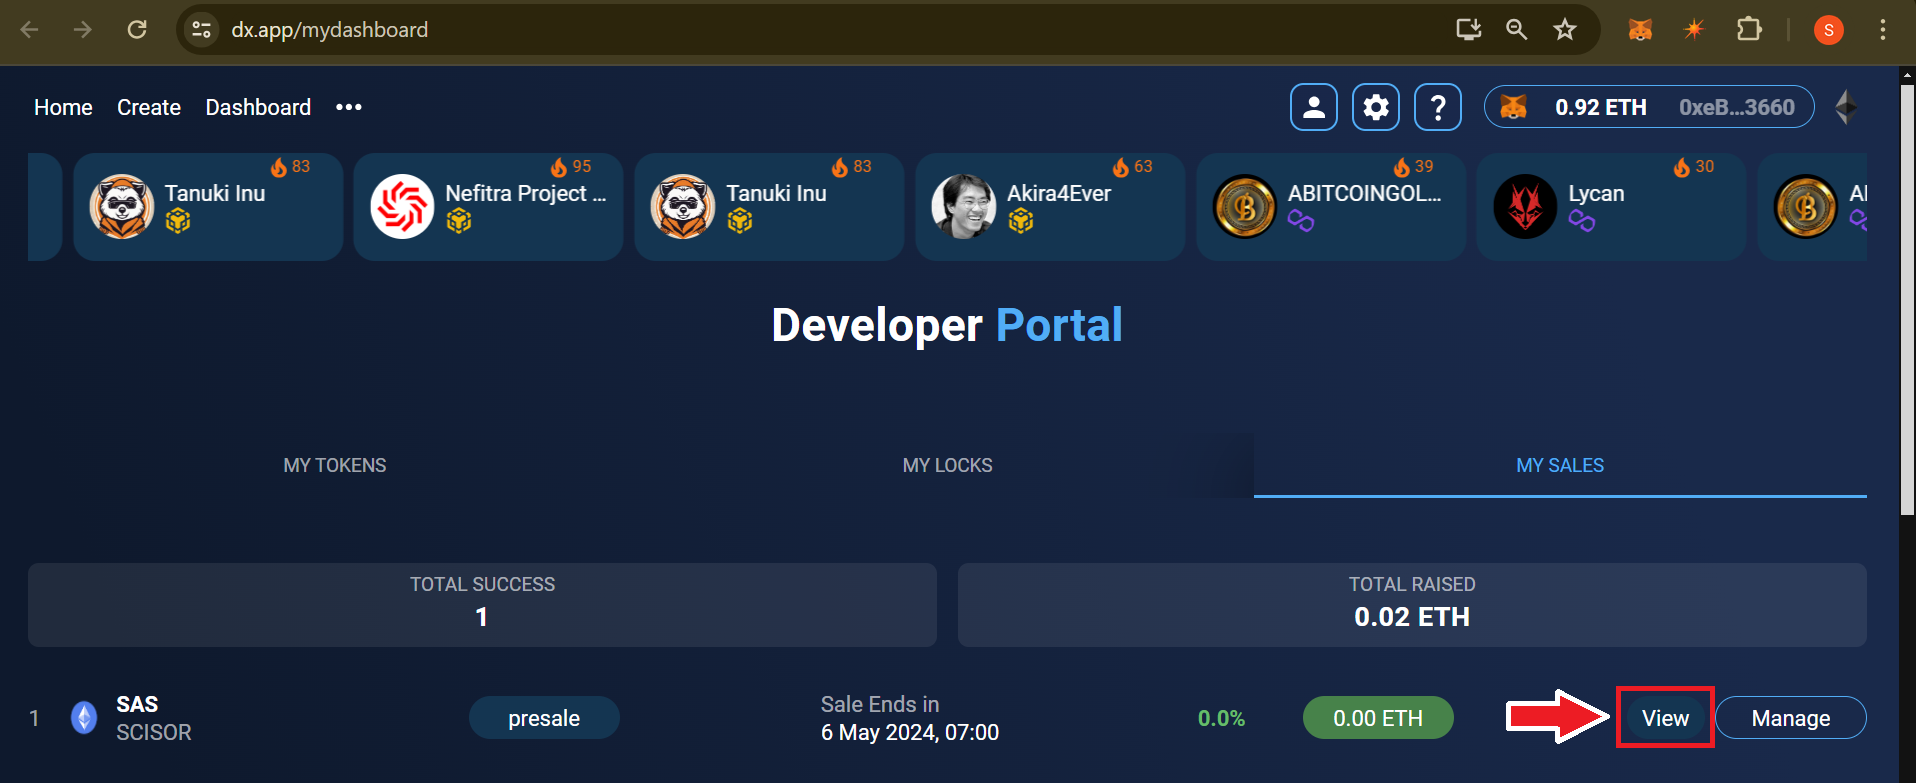 dx.app/mydashboard
S
Home Create Dashboard •••
? 0.92 ETH 0xeB...3660
83 95 83 63 39 30
Tanuki Inu Nefitra Project ... Tanuki Inu Akira4Ever ABITCOINGOL... Lycan
Developer Portal
MY TOKENS MY LOCKS MY SALES
TOTAL SUCCESS TOTAL RAISED
1 0.02 ETH
1 SAS presale Sale Ends in 0.0% 0.00 ETH View Manage
SCISOR 6 May 2024, 07:00